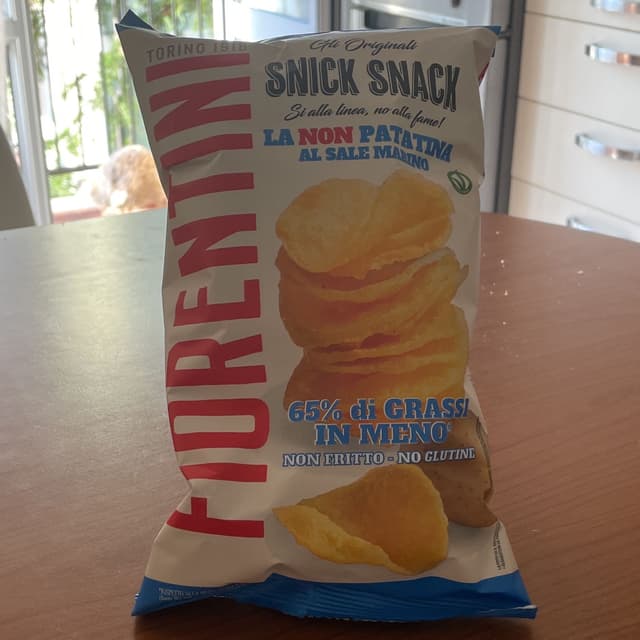 TORINO 1918
FIORENTINI
Gli Originali
SNICK SNACK
Si alla linea, no alla fame!
LA NON PATATINA
AL SALE MARINO
65% di GRASSI
IN MENO
NON FRITTO - NO GLUTINE